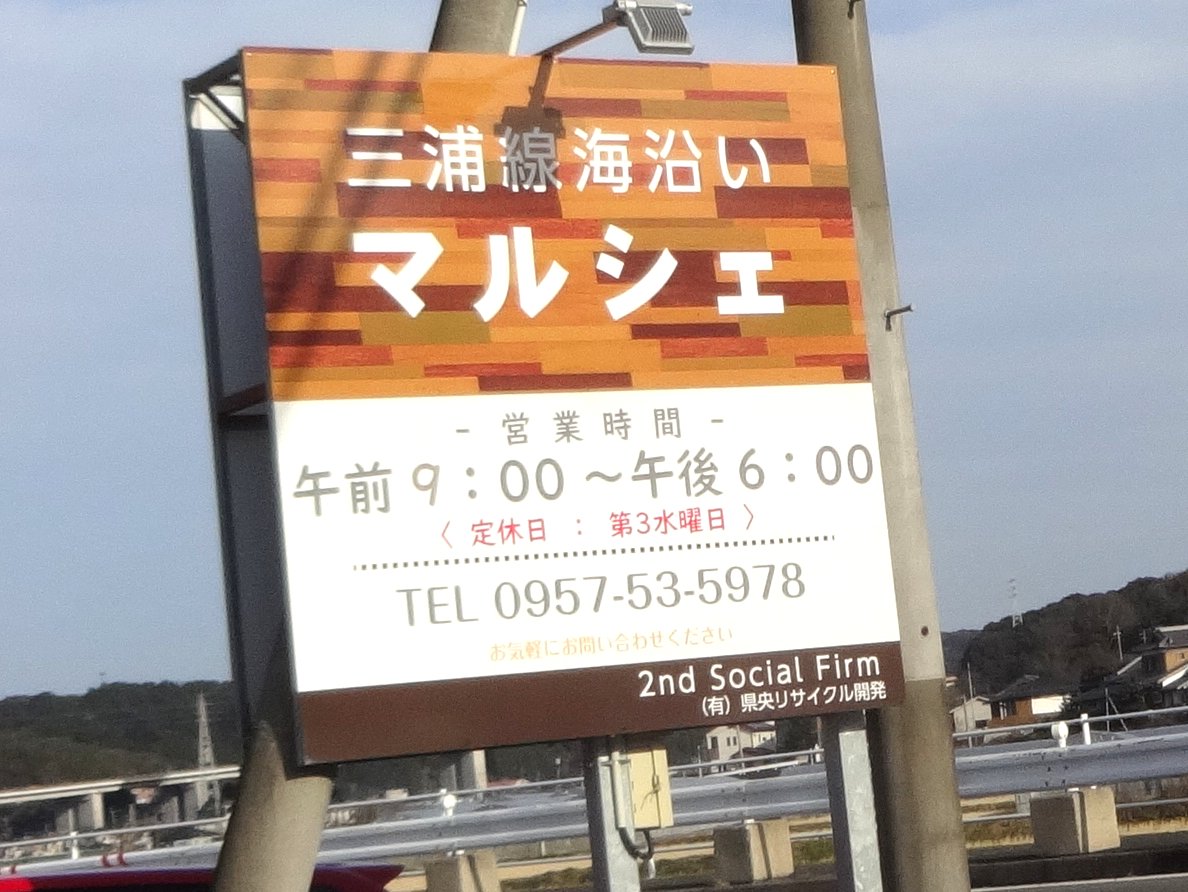 三浦線海沿い
マルシェ
- 営業時間 -
午前9：00～午後6：00
〈 定休日 ： 第3水曜日 〉
TEL 0957-53-5978
お気軽にお問い合わせください
2nd Social Firm
（有）県央リサイクル開発